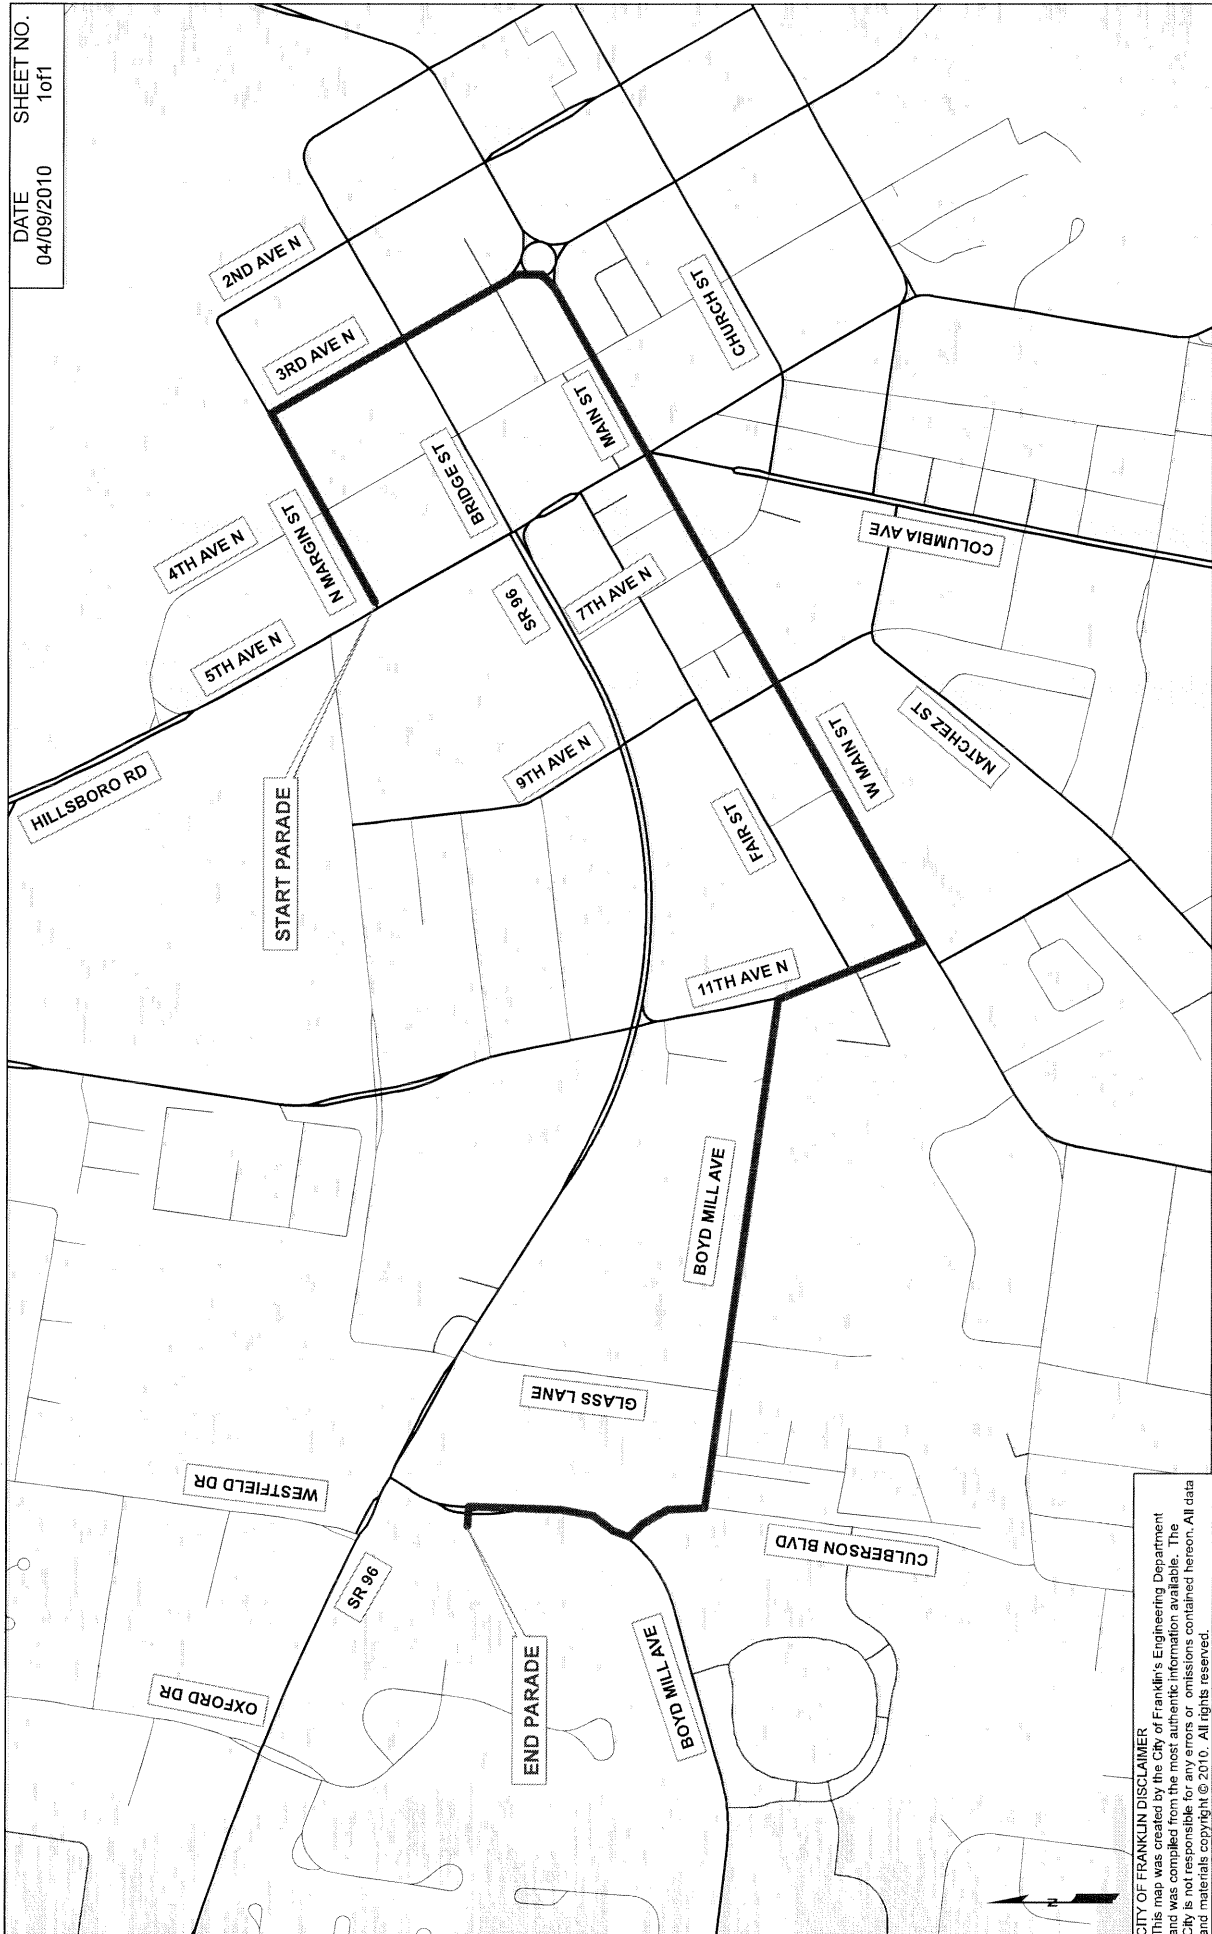 DATE
SHEET NO.
04/09/2010
1of1
2ND AVE N
3RD AVE N
4TH AVE N
N MARGIN ST
BRIDGE ST
MAIN ST
CHURCH ST
5TH AVE N
HILLSBORO RD
START PARADE
SR 96
7TH AVE N
9TH AVE N
COLUMBIA AVE
NATCHEZ ST
W MAIN ST
FAIR ST
11TH AVE N
BOYD MILL AVE
GLASS LANE
WESTFIELD DR
SR 96
OXFORD DR
END PARADE
BOYD MILL AVE
CULBERSON BLVD
N
CITY OF FRANKLIN DISCLAIMER
This map was created by the City of Franklin's Engineering Department
and was compiled from the most authentic information available. The
City is not responsible for any errors or omissions contained hereon. All data
and materials copyright © 2010. All rights reserved.